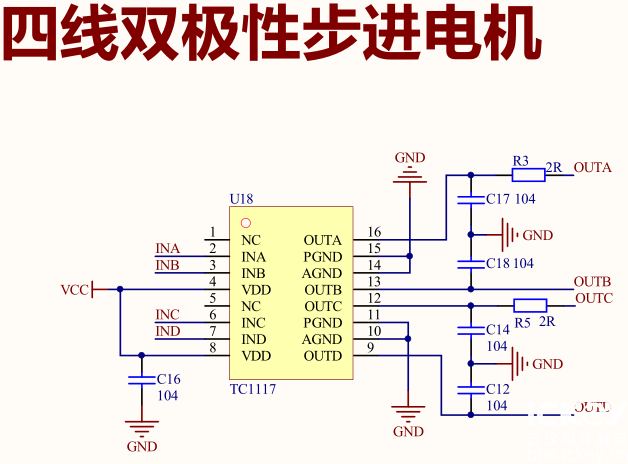 四线双极性步进电机
GND
R3 2R OUTA
U18
C17 104
1 NC OUTA 16
GND
INA 2 INA PGND 15
INB 3 INB AGND 14
C18 104
VCC 4 VDD OUTB 13 OUTB
5 NC OUTC 12 OUTC
R5 2R
INC 6 INC PGND 11
C14
104
IND 7 IND AGND 10
8 VDD OUTD 9
GND
C16
104
TC1117
C12
104
GND
GND